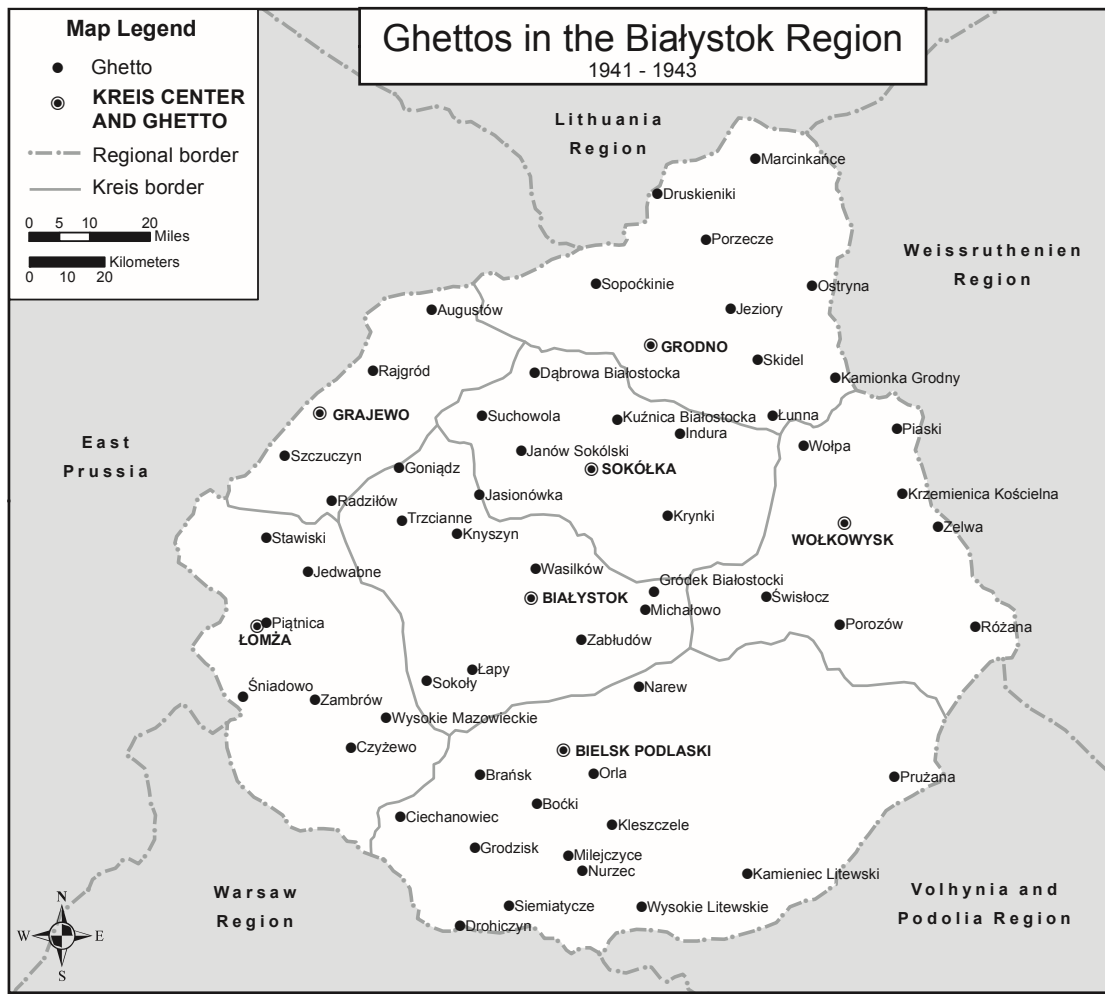 Map Legend
Ghetto
KREIS CENTER
AND GHETTO
Regional border
Kreis border
0 5 10 20
Miles
Kilometers
0 10 20
Ghettos in the Białystok Region
1941 - 1943
Lithuania
Region
Marcinkańce
Druskieniki
Porzecze
Weissruthenien
Region
Sopoćkinie
Ostryna
Augustów
Jeziory
GRODNO
Skidel
Rajgród
Dąbrowa Białostocka
Kamionka Grodny
GRAJEWO
Suchowola
Kuźnica Białostocka
Łunna
Indura
Piaski
East
Prussia
Wołpa
Szczuczyn
Janów Sokólski
Goniądz
SOKÓŁKA
Radziłów
Jasionówka
Krzemienica Kościelna
Trzcianne
Krynki
Zelwa
Knyszyn
WOŁKOWYSK
Stawiski
Jedwabne
Wasilków
Gródek Białostocki
BIAŁYSTOK
Świsłocz
Michałowo
Piątnica
ŁOMŻA
Porozów
Różana
Zabłudów
Łapy
Sokoły
Śniadowo
Narew
Zambrów
Wysokie Mazowieckie
Czyżewo
BIELSK PODLASKI
Brańsk
Orla
Prużana
Boćki
Ciechanowiec
Kleszczele
Grodzisk
Milejczyce
Nurzec
Kamieniec Litewski
Warsaw
Region
Volhynia and
Podolia Region
Siemiatycze
Wysokie Litewskie
Drohiczyn
N
W E
S